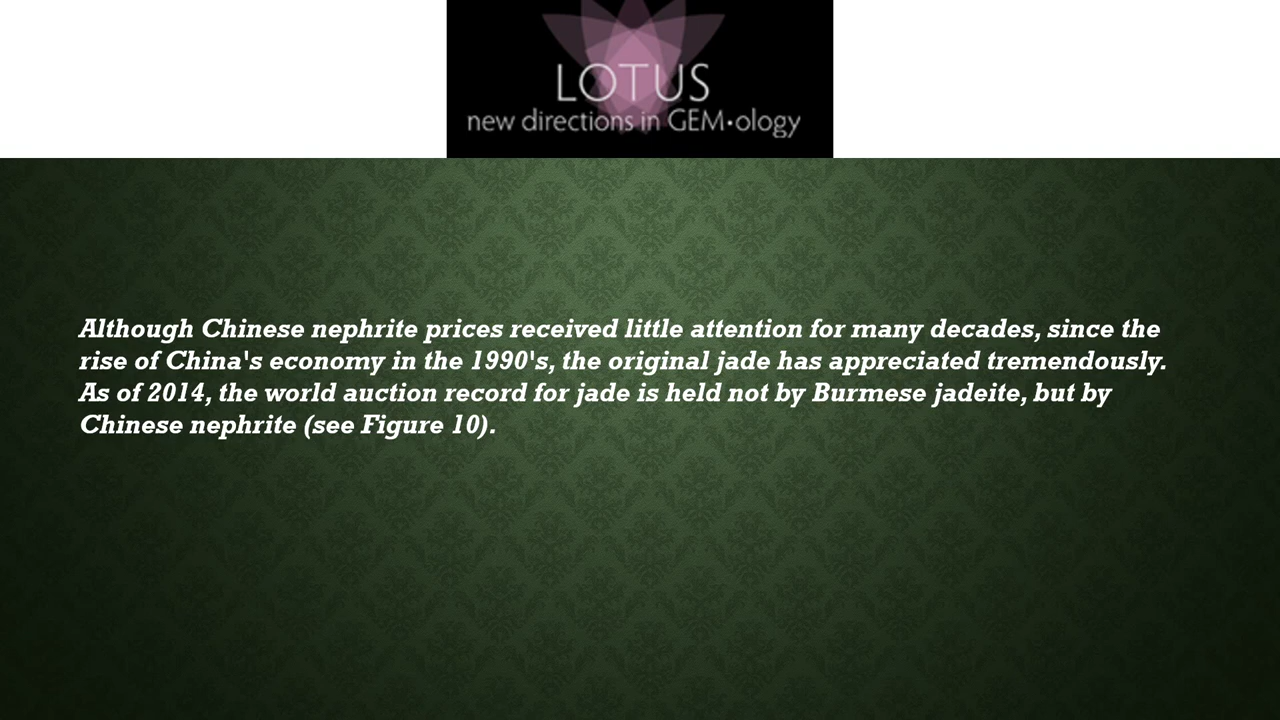 LOTUS
new directions in GEM•ology
Although Chinese nephrite prices received little attention for many decades, since the
rise of China's economy in the 1990's, the original jade has appreciated tremendously.
As of 2014, the world auction record for jade is held not by Burmese jadeite, but by
Chinese nephrite (see Figure 10).